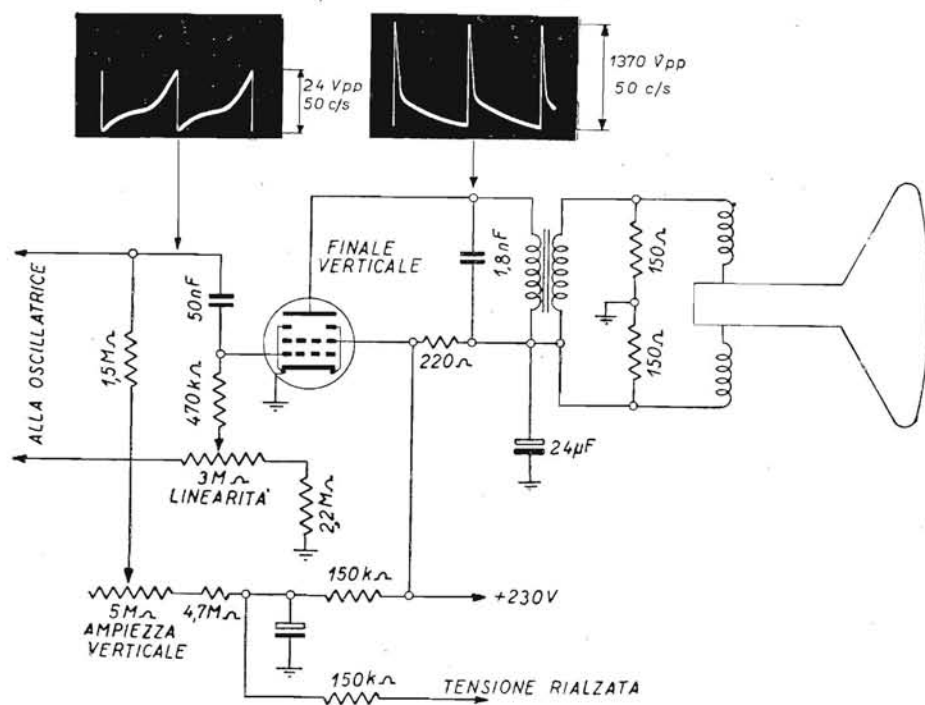 24 Vpp
50 c/s
1370 Vpp
50 c/s
FINALE
VERTICALE
1,8nF
150Ω
150Ω
50nF
220Ω
1,5MΩ
470kΩ
ALLA OSCILLATRICE
24µF
3MΩ
LINEARITÀ
2,2MΩ
150kΩ
+230V
5MΩ
4,7MΩ
AMPIEZZA
VERTICALE
150kΩ
TENSIONE RIALZATA